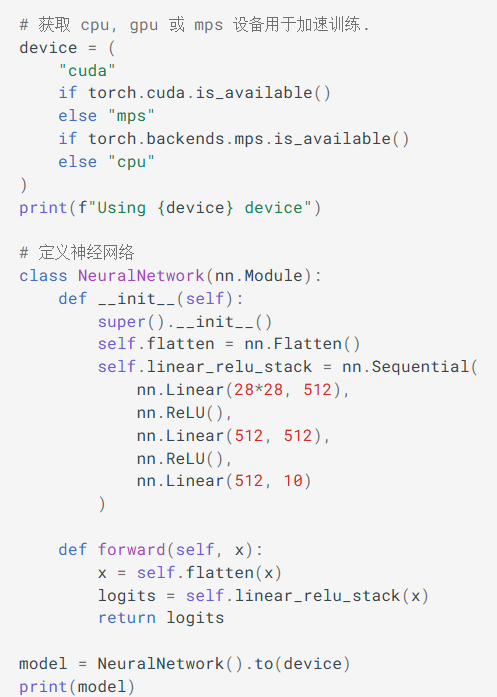 # 获取 cpu, gpu 或 mps 设备用于加速训练.
device = (
    "cuda"
    if torch.cuda.is_available()
    else "mps"
    if torch.backends.mps.is_available()
    else "cpu"
)
print(f"Using {device} device")

# 定义神经网络
class NeuralNetwork(nn.Module):
    def __init__(self):
        super().__init__()
        self.flatten = nn.Flatten()
        self.linear_relu_stack = nn.Sequential(
            nn.Linear(28*28, 512),
            nn.ReLU(),
            nn.Linear(512, 512),
            nn.ReLU(),
            nn.Linear(512, 10)
        )

    def forward(self, x):
        x = self.flatten(x)
        logits = self.linear_relu_stack(x)
        return logits

model = NeuralNetwork().to(device)
print(model)